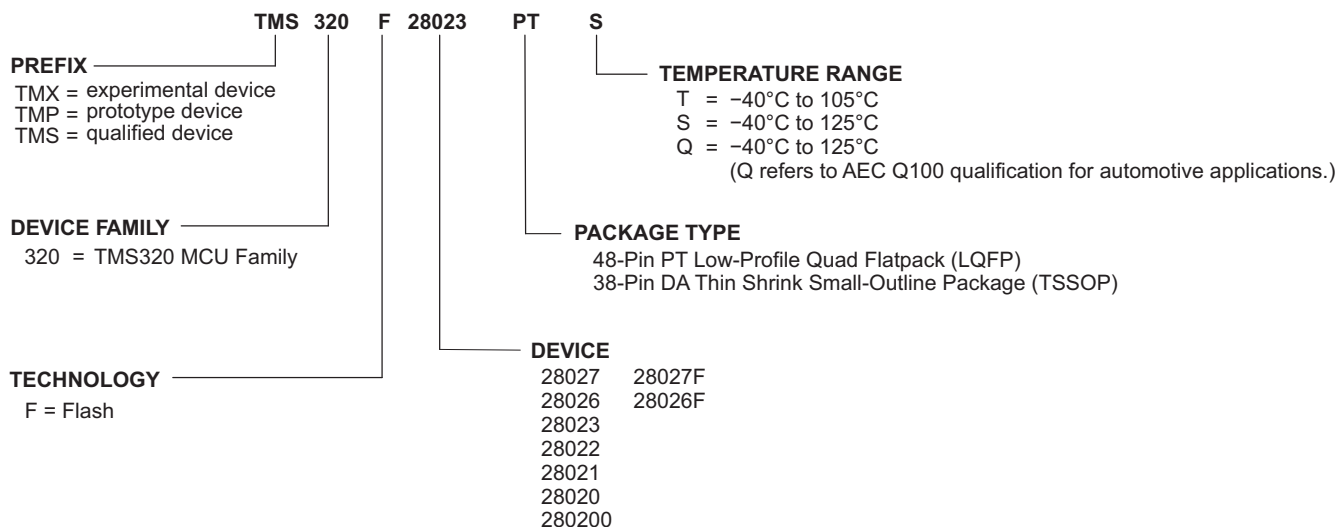 TMS 320 F 28023 PT S
PREFIX
TMX = experimental device
TMP = prototype device
TMS = qualified device
TEMPERATURE RANGE
T = −40°C to 105°C
S = −40°C to 125°C
Q = −40°C to 125°C
(Q refers to AEC Q100 qualification for automotive applications.)
DEVICE FAMILY
320 = TMS320 MCU Family
PACKAGE TYPE
48-Pin PT Low-Profile Quad Flatpack (LQFP)
38-Pin DA Thin Shrink Small-Outline Package (TSSOP)
TECHNOLOGY
F = Flash
DEVICE
28027 28027F
28026 28026F
28023
28022
28021
28020
280200